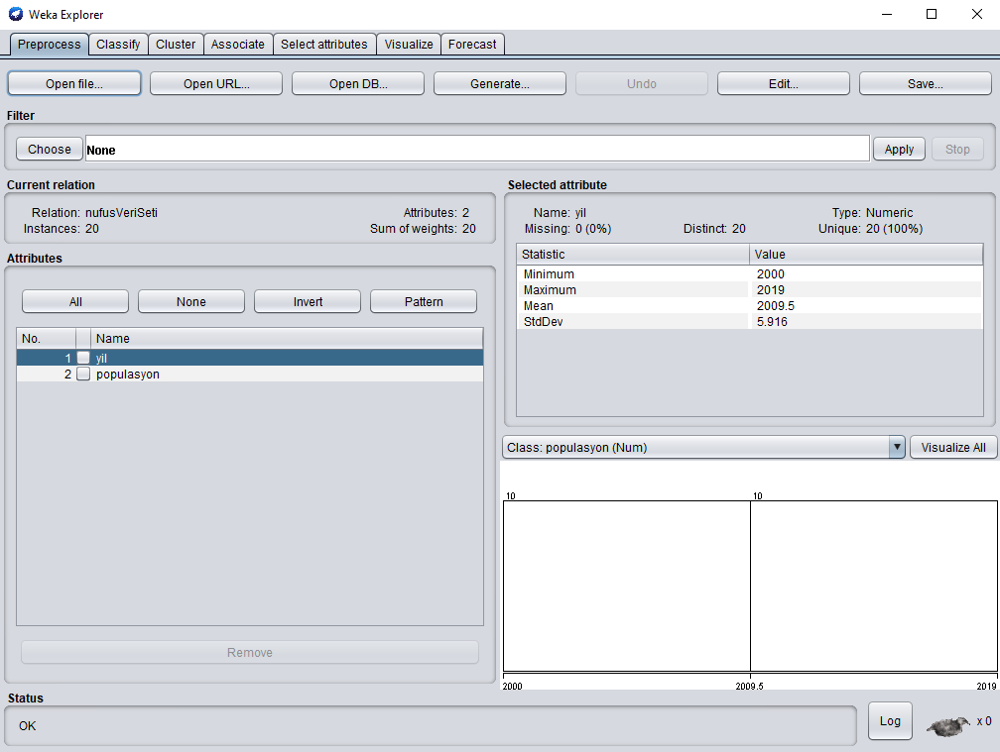 Weka Explorer
Preprocess Classify Cluster Associate Select attributes Visualize Forecast
Open file... Open URL... Open DB... Generate... Undo Edit... Save...
Filter
Choose None Apply Stop
Current relation
Relation: nufusVeriSeti Attributes: 2
Instances: 20 Sum of weights: 20
Attributes
All None Invert Pattern
No. Name
1 yil
2 populasyon
Remove
Selected attribute
Name: yil Type: Numeric
Missing: 0 (0%) Distinct: 20 Unique: 20 (100%)
Statistic Value
Minimum 2000
Maximum 2019
Mean 2009.5
StdDev 5.916
Class: populasyon (Num) Visualize All
10 10
2000 2009.5 2019
Status
OK
Log x 0